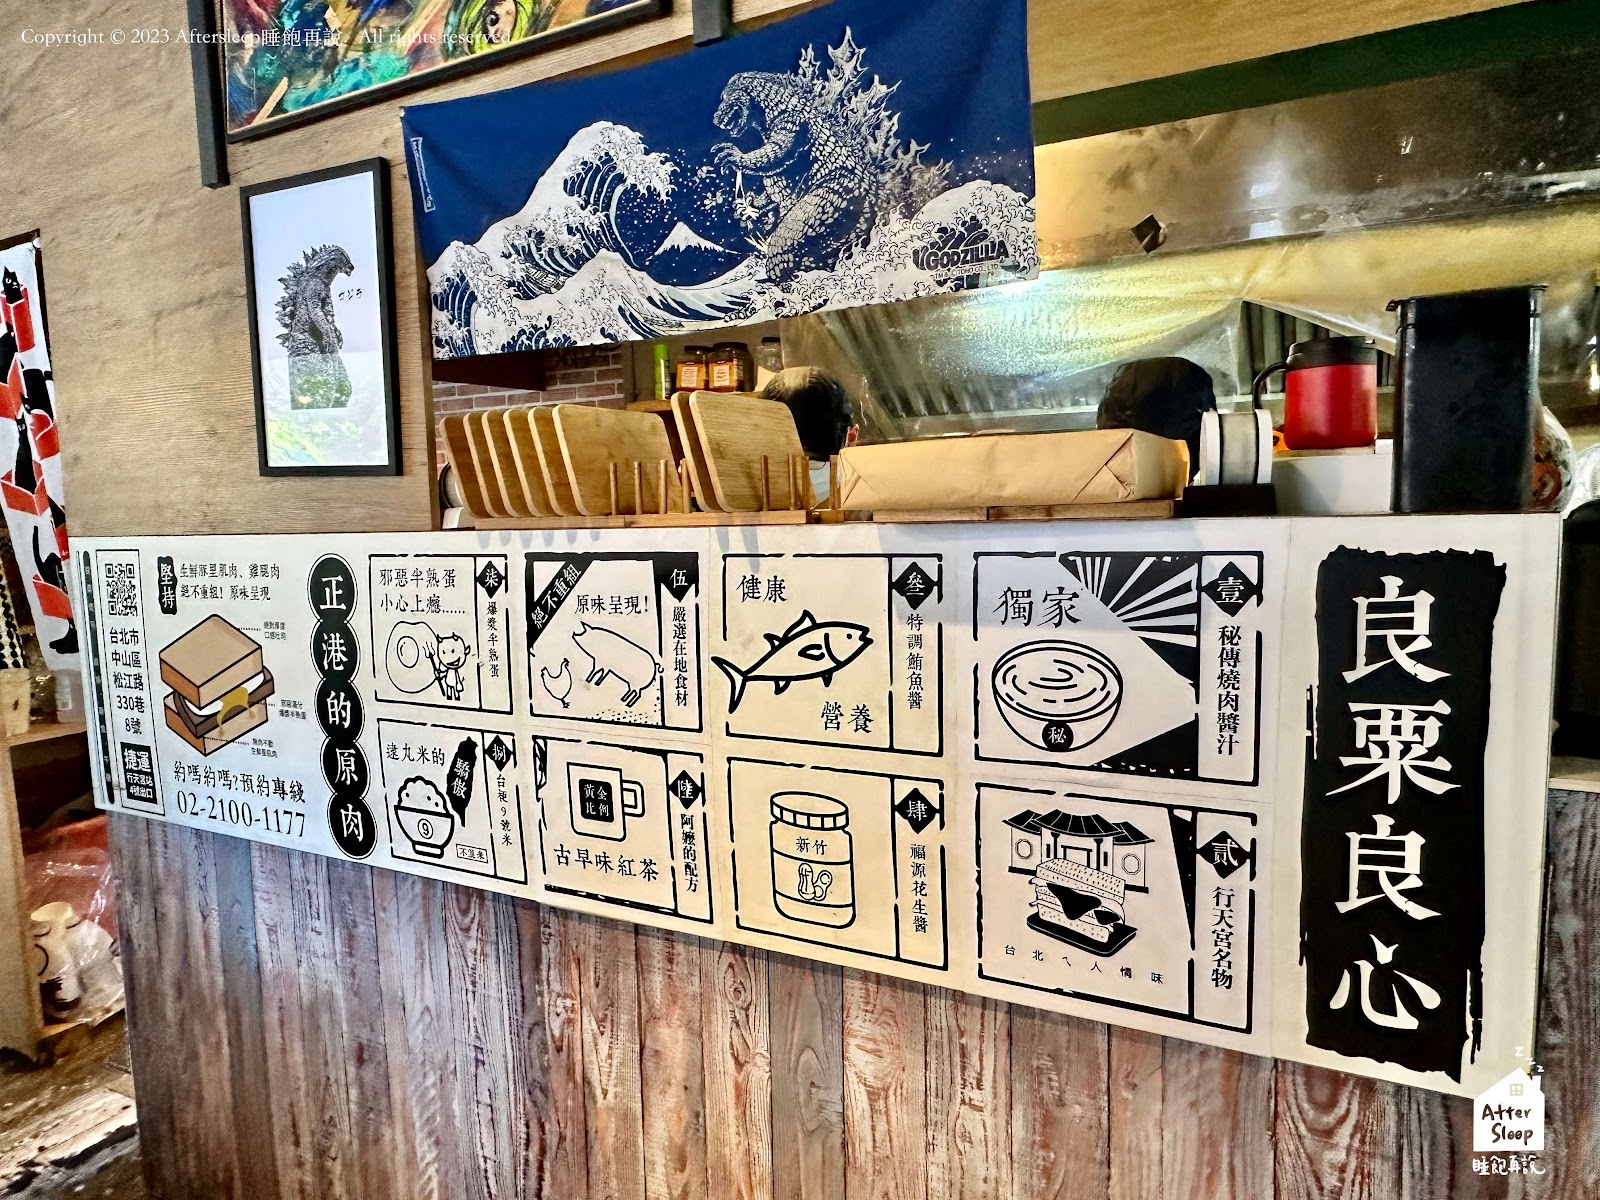 Copyright © 2023 Aftersleep睡飽再說. All rights reserved.
ゴジラ
GODZILLA
TM & © TOHO CO., LTD.
良粟良心
獨家
秘
壹
秘傳燒肉醬汁
台北ㄟ人情味
貳
行天宮名物
健康
營養
叁
特調鮪魚醬
新竹
肆
福源花生醬
絕不重組
原味呈現!
伍
嚴選在地食材
黃金
比例
古早味紅茶
陸
阿嬤的配方
邪惡半熟蛋
小心上癮......
柒
爆漿半熟蛋
逮丸米的
驕傲
9
不混米
捌
台稉9號米
正港的原肉
堅持
生鮮豚里肌肉、雞腿肉
絕不重組!原味呈現
約嗎約嗎?預約專綫
02-2100-1177
台北市
中山區
松江路
330巷
8號
捷運
行天宮站
4號出口
After
Sleep
睡飽再說